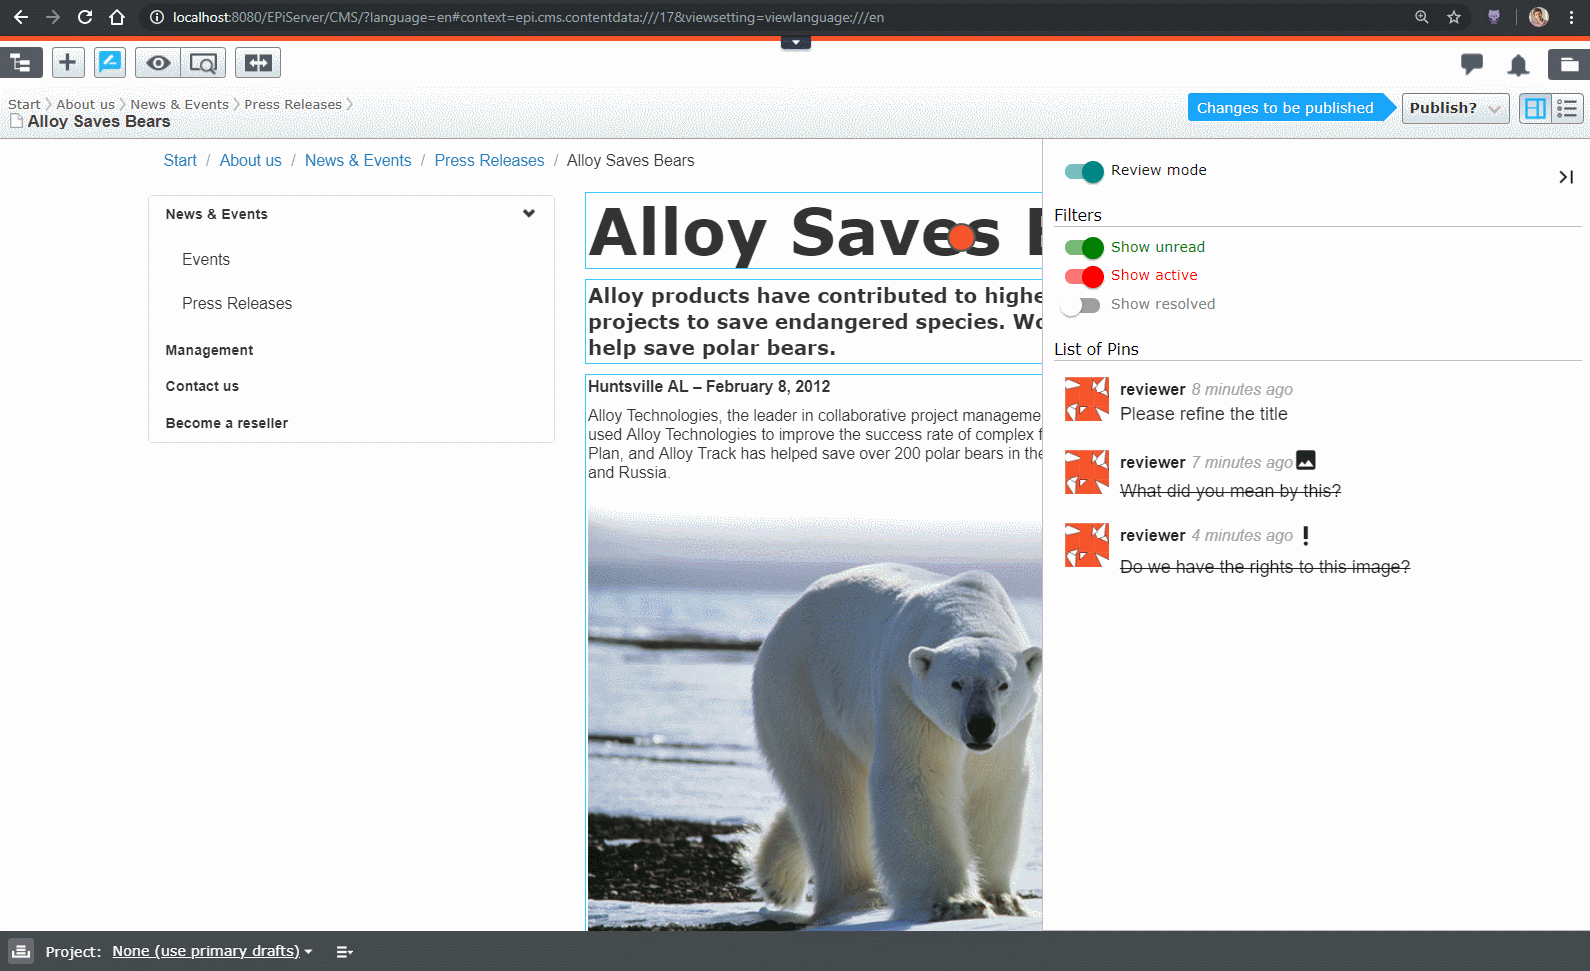 localhost:8080/EPiServer/CMS/?language=en#context=epi.cms.contentdata:///17&viewsetting=viewlanguage:///en
Start > About us > News & Events > Press Releases >
Alloy Saves Bears
Changes to be published
Publish?
Start / About us / News & Events / Press Releases / Alloy Saves Bears
News & Events
Events
Press Releases
Management
Contact us
Become a reseller
Alloy Saves
Alloy products have contributed to highe
projects to save endangered species. Wo
help save polar bears.
Huntsville AL – February 8, 2012
Alloy Technologies, the leader in collaborative project manageme
used Alloy Technologies to improve the success rate of complex f
Plan, and Alloy Track has helped save over 200 polar bears in the
and Russia.
Review mode
Filters
Show unread
Show active
Show resolved
List of Pins
reviewer 8 minutes ago
Please refine the title
reviewer 7 minutes ago
What did you mean by this?
reviewer 4 minutes ago
Do we have the rights to this image?
Project: None (use primary drafts)